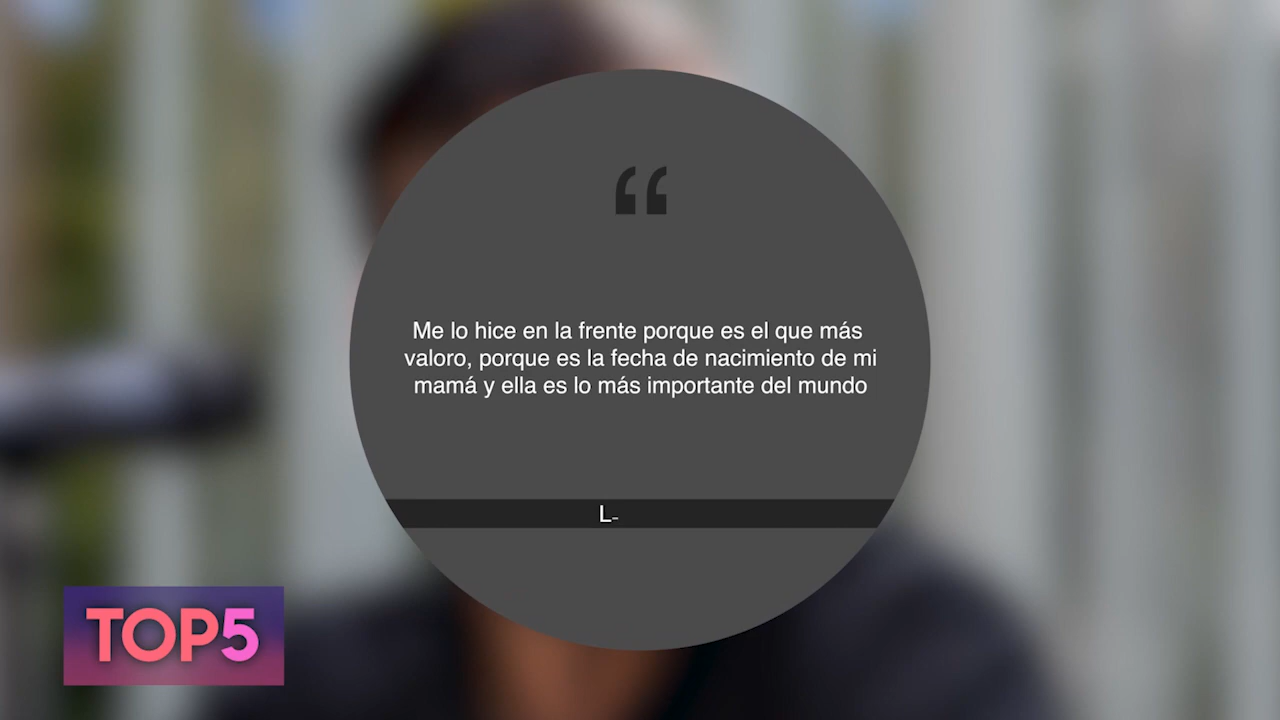 “
Me lo hice en la frente porque es el que más
valoro, porque es la fecha de nacimiento de mi
mamá y ella es lo más importante del mundo
L-
TOP5